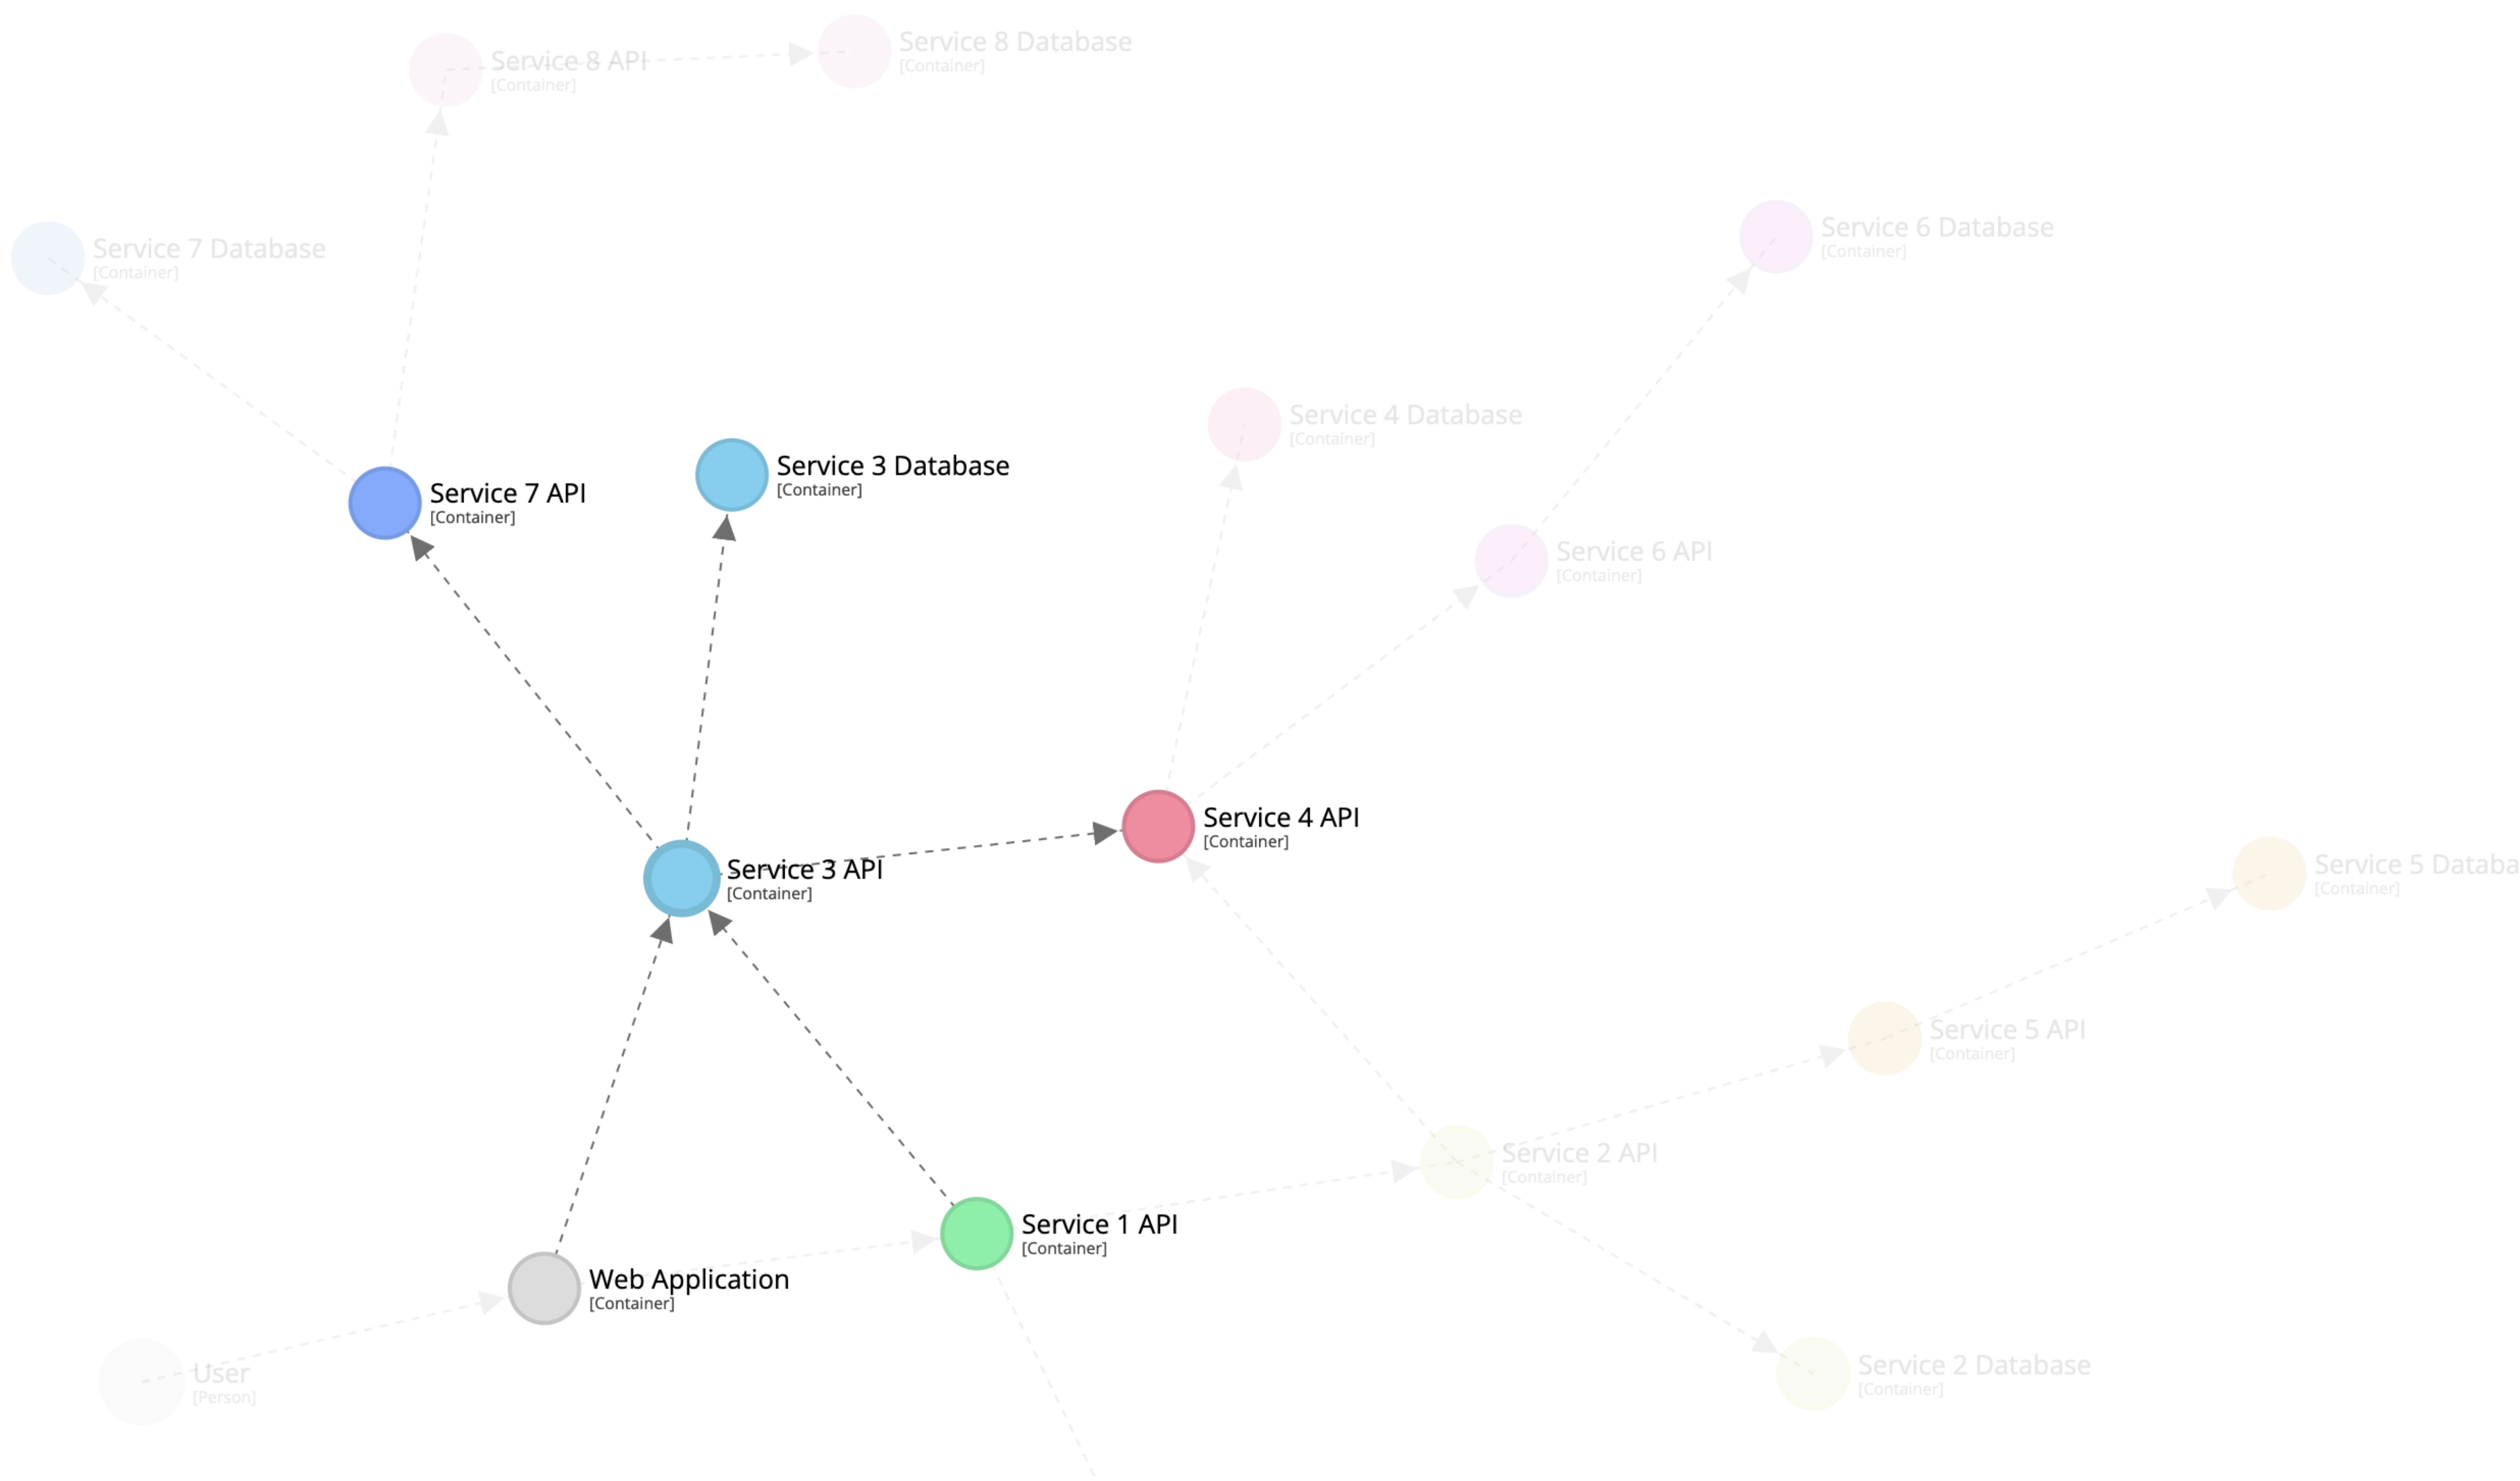 Service 8 API
[Container]
Service 8 Database
[Container]
Service 7 Database
[Container]
Service 6 Database
[Container]
Service 4 Database
[Container]
Service 7 API
[Container]
Service 3 Database
[Container]
Service 6 API
[Container]
Service 4 API
[Container]
Service 3 API
[Container]
Service 5 Databa
[Container]
Service 5 API
[Container]
Service 2 API
[Container]
Service 1 API
[Container]
Web Application
[Container]
User
[Person]
Service 2 Database
[Container]